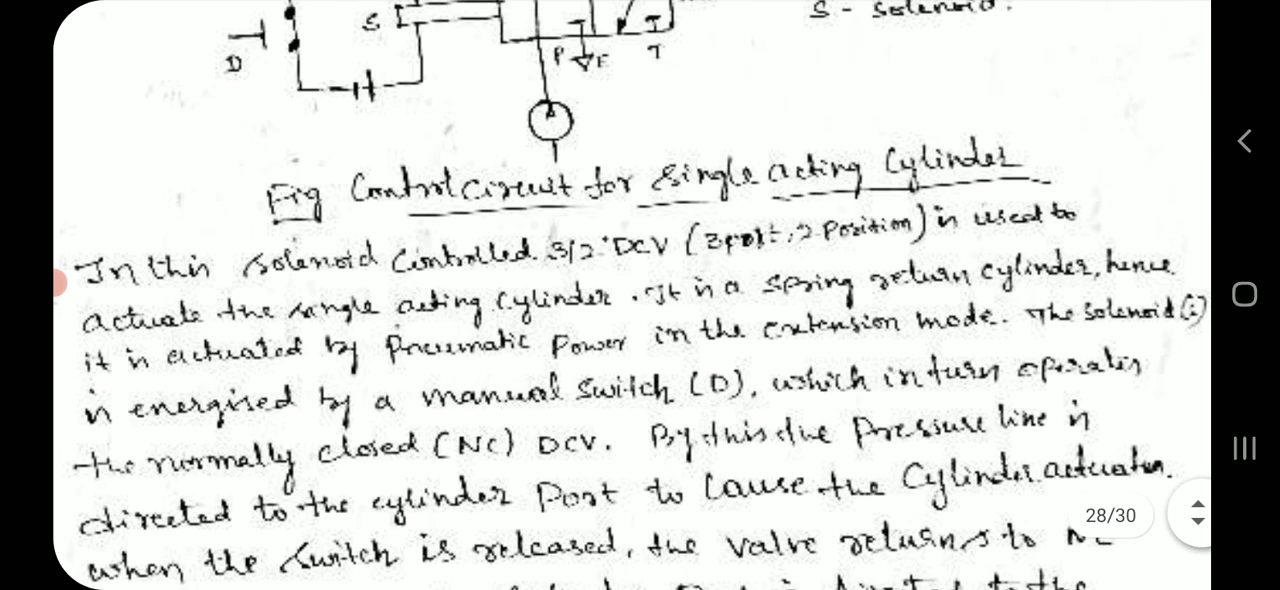 S - Solenoid.
S
D
P
F
T
T
Fig Control circuit for single acting Cylinder
In this solenoid Controlled 3/2 DCV (3port, 2 Position) is used to
actuate the single acting cylinder. It is a spring return cylinder, hence
it is actuated by Pneumatic Power in the extension mode. The solenoid (S)
is energised by a manual switch (D), which in turn operates
the normally closed (NC) DCV. By this the Pressure line is
directed to the cylinder Port to Cause the Cylinder actuation.
when the switch is released, the valve returns to
28/30
to the